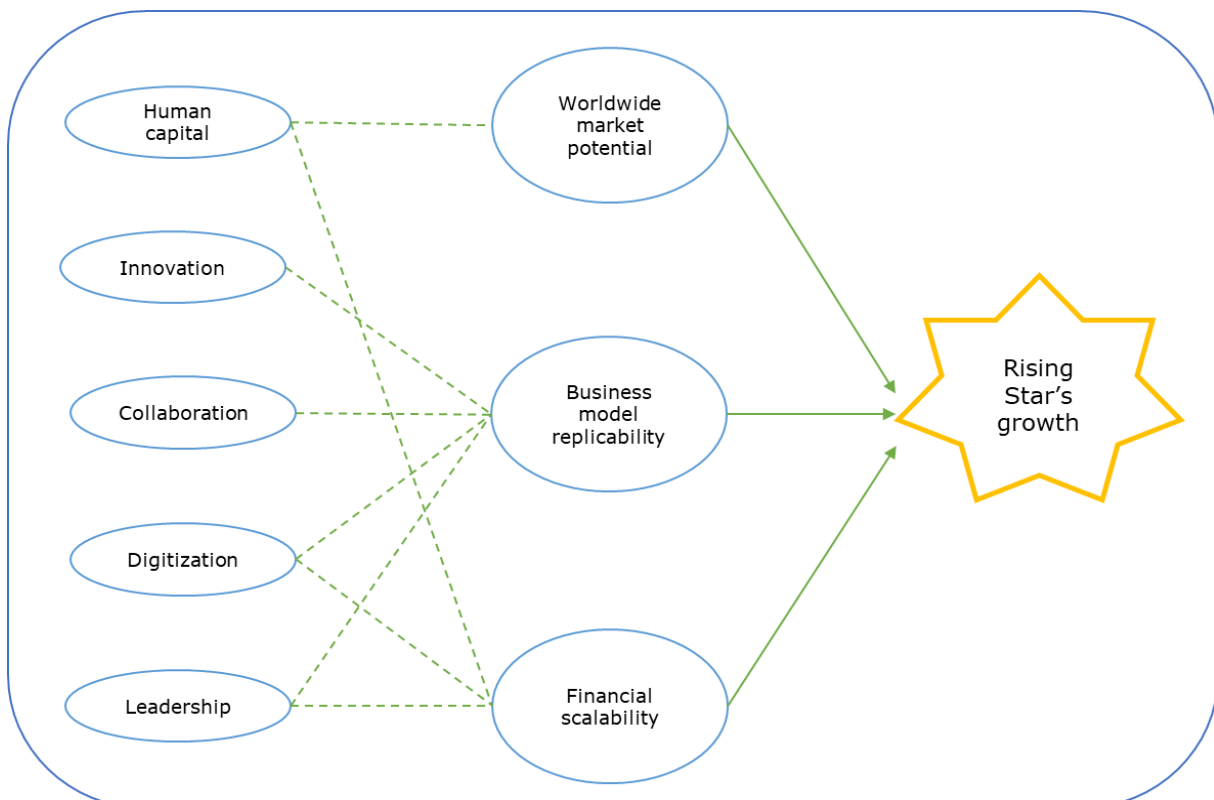 Human
capital
Innovation
Collaboration
Digitization
Leadership
Worldwide
market
potential
Business
model
replicability
Financial
scalability
Rising
Star’s
growth